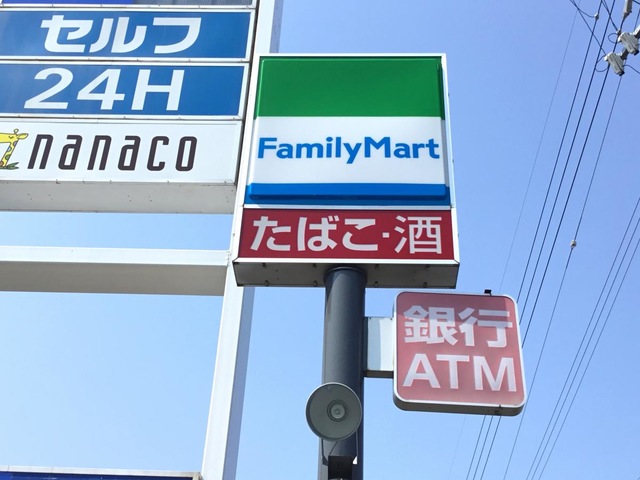 セルフ
24H
nanaco
FamilyMart
たばこ・酒
銀行
ATM